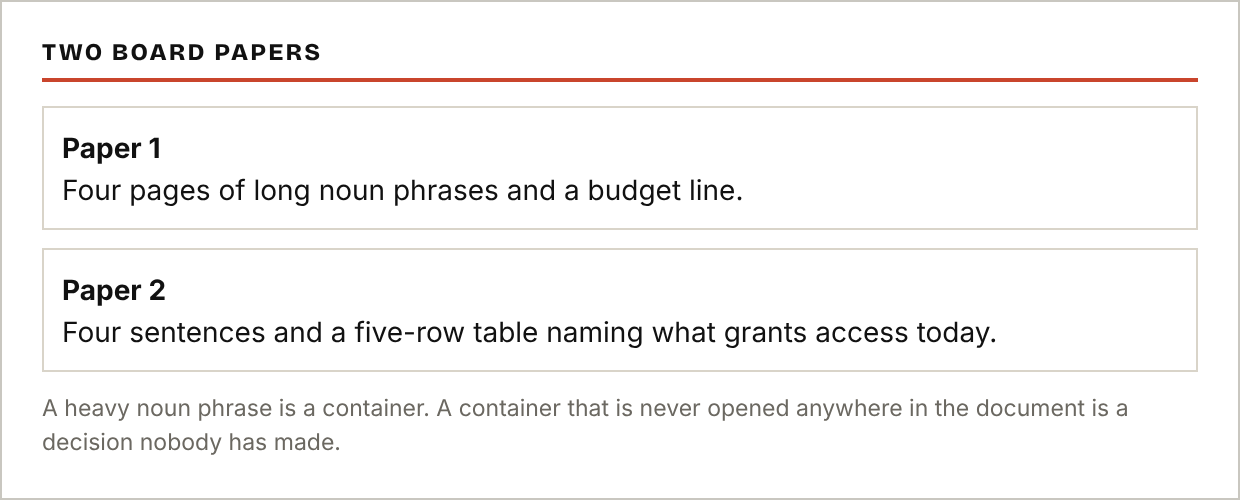 TWO BOARD PAPERS
Paper 1
Four pages of long noun phrases and a budget line.
Paper 2
Four sentences and a five-row table naming what grants access today.
A heavy noun phrase is a container. A container that is never opened anywhere in the document is a
decision nobody has made.